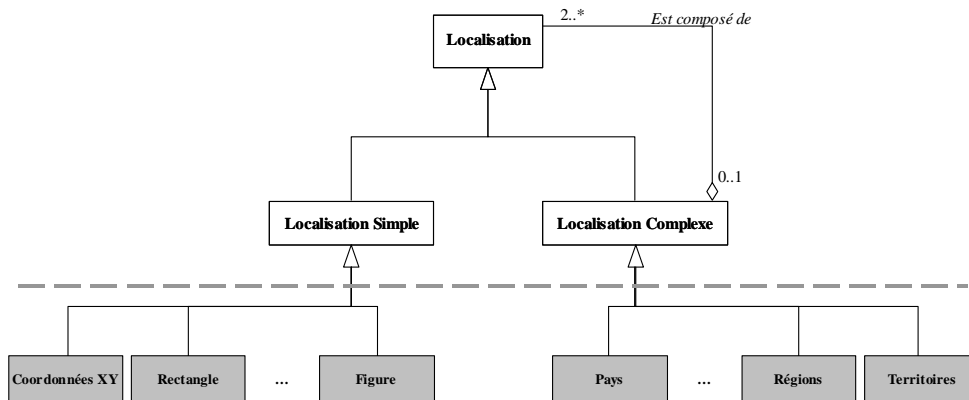 2..*
Est composé de
Localisation
0..1
Localisation Simple
Localisation Complexe
Coordonnées XY
Rectangle
...
Figure
Pays
...
Régions
Territoires